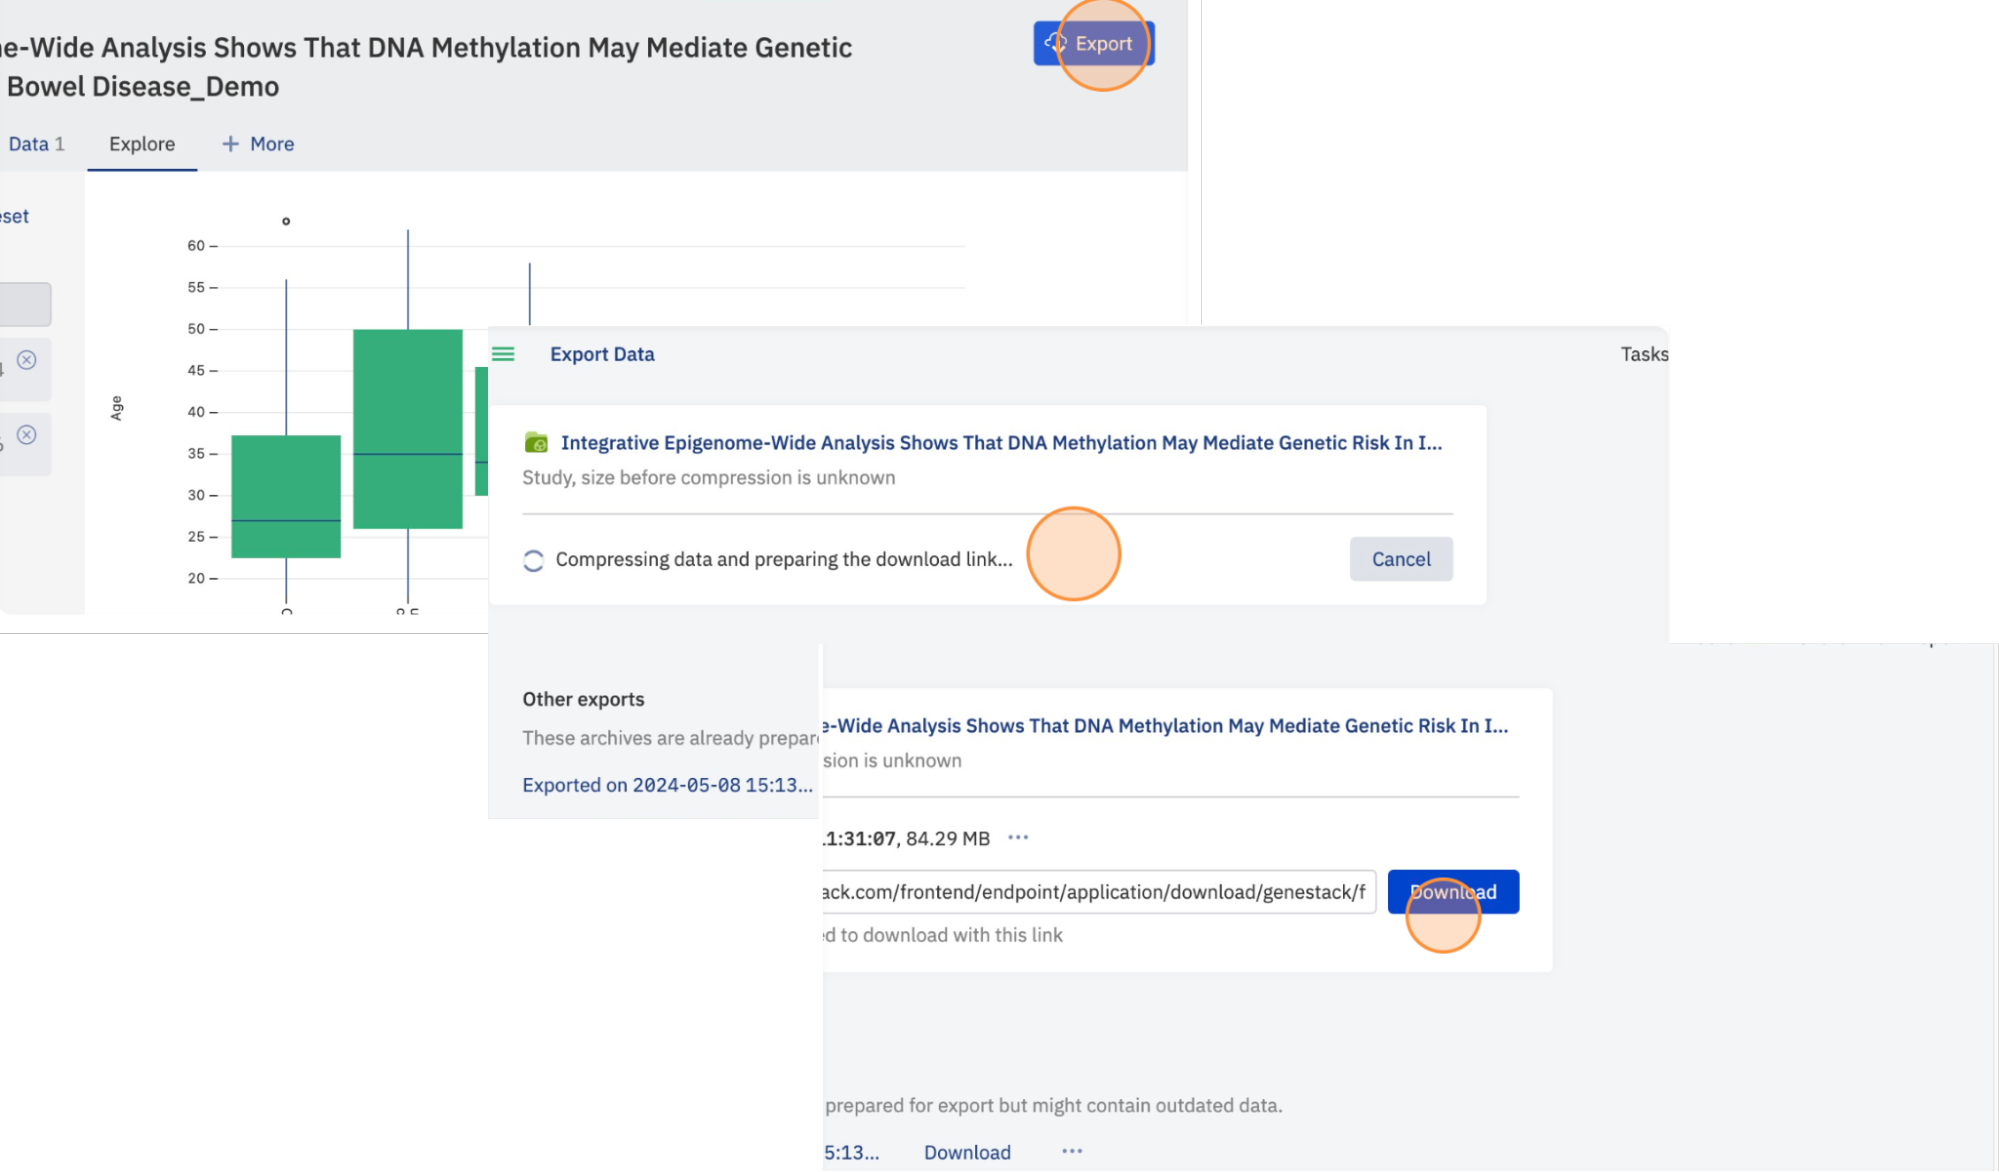 e-Wide Analysis Shows That DNA Methylation May Mediate Genetic
Bowel Disease_Demo
Export
Data 1
Explore
+ More
eset
60
55
50
45
40
35
30
25
20
Age
Export Data
Tasks
Integrative Epigenome-Wide Analysis Shows That DNA Methylation May Mediate Genetic Risk In I...
Study, size before compression is unknown
Compressing data and preparing the download link...
Cancel
Other exports
These archives are already prepar
Exported on 2024-05-08 15:13...
e-Wide Analysis Shows That DNA Methylation May Mediate Genetic Risk In I...
sion is unknown
1:31:07, 84.29 MB ...
ack.com/frontend/endpoint/application/download/genestack/f
Download
ed to download with this link
prepared for export but might contain outdated data.
5:13...
Download
...